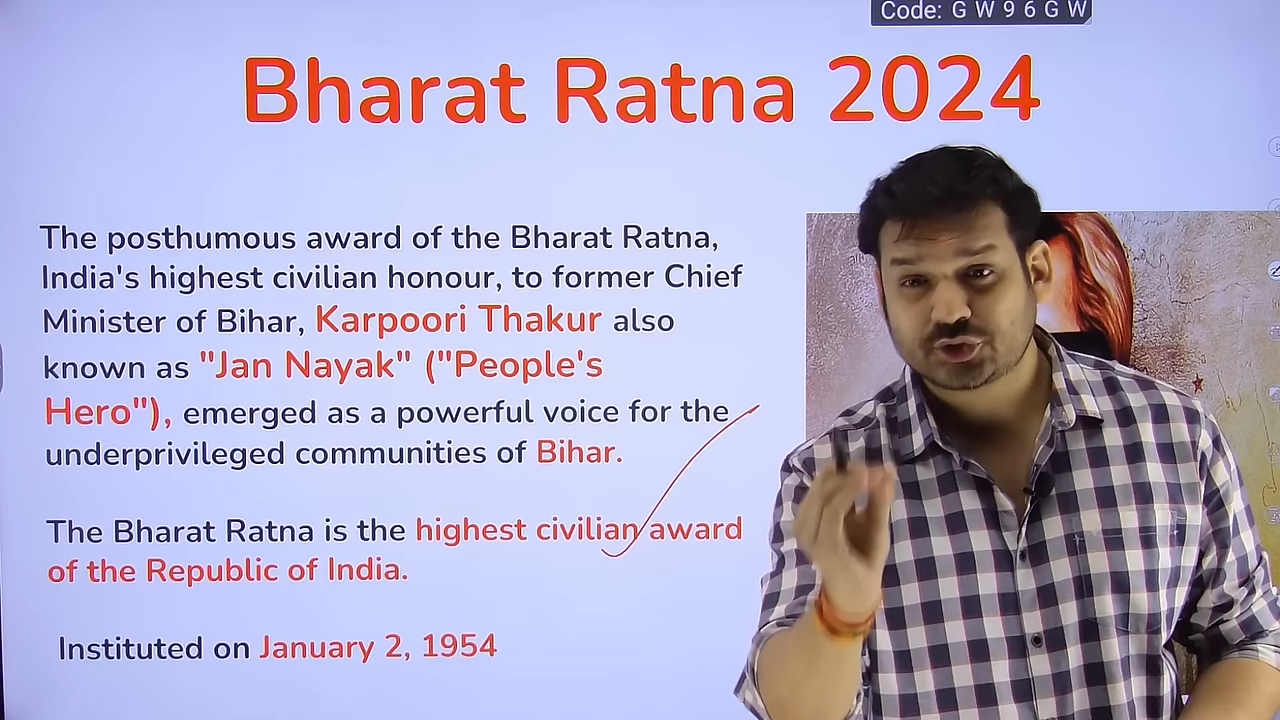 Code: G W 9 6 G W
Bharat Ratna 2024
The posthumous award of the Bharat Ratna,
India's highest civilian honour, to former Chief
Minister of Bihar, Karpoori Thakur also
known as "Jan Nayak" ("People's
Hero"), emerged as a powerful voice for the
underprivileged communities of Bihar.
The Bharat Ratna is the highest civilian award
of the Republic of India.
Instituted on January 2, 1954